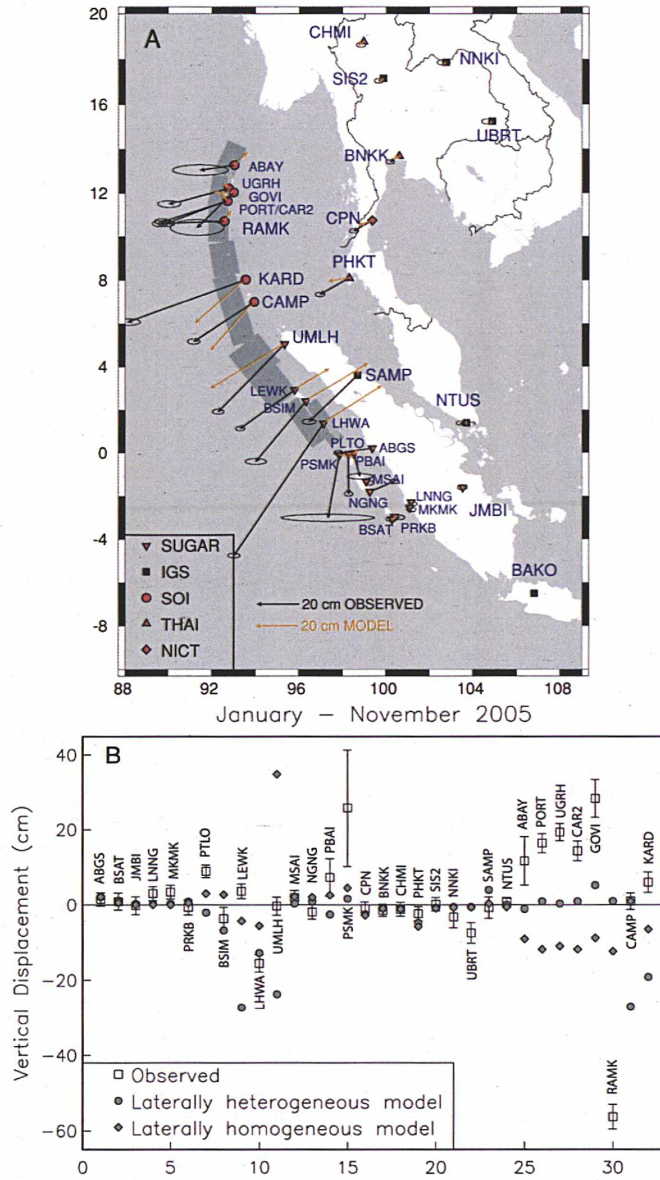 A
20
16
12
8
4
0
-4
-8
CHMI
NNKI
SIS2
UBRT
BNKK
ABAY
UGRH
GOVI
PORT/CAR2
CPN
RAMK
PHKT
KARD
CAMP
UMLH
SAMP
LEWK
BSIM
NTUS
LHWA
PLTO
ABGS
PSMK
PBAI
MSAI
NGNG
LNNG
MKMK
JMBI
BSAT
PRKB
BAKO
SUGAR
IGS
SOI
THAI
NICT
20 cm OBSERVED
20 cm MODEL
88 92 96 100 104 108
January – November 2005
B
Vertical Displacement (cm)
40
20
0
-20
-40
-60
ABGS
BSAT
JMBI
LNNG
MKMK
PRKB
PTLO
BSIM
LEWK
LHWA
UMLH
MSAI
NGNG
PBAI
PSMK
CPN
BNKK
CHMI
PHKT
SIS2
NNKI
UBRT
SAMP
NTUS
ABAY
PORT
UGRH
CAR2
GOVI
RAMK
CAMP
KARD
Observed
Laterally heterogeneous model
Laterally homogeneous model
0 5 10 15 20 25 30